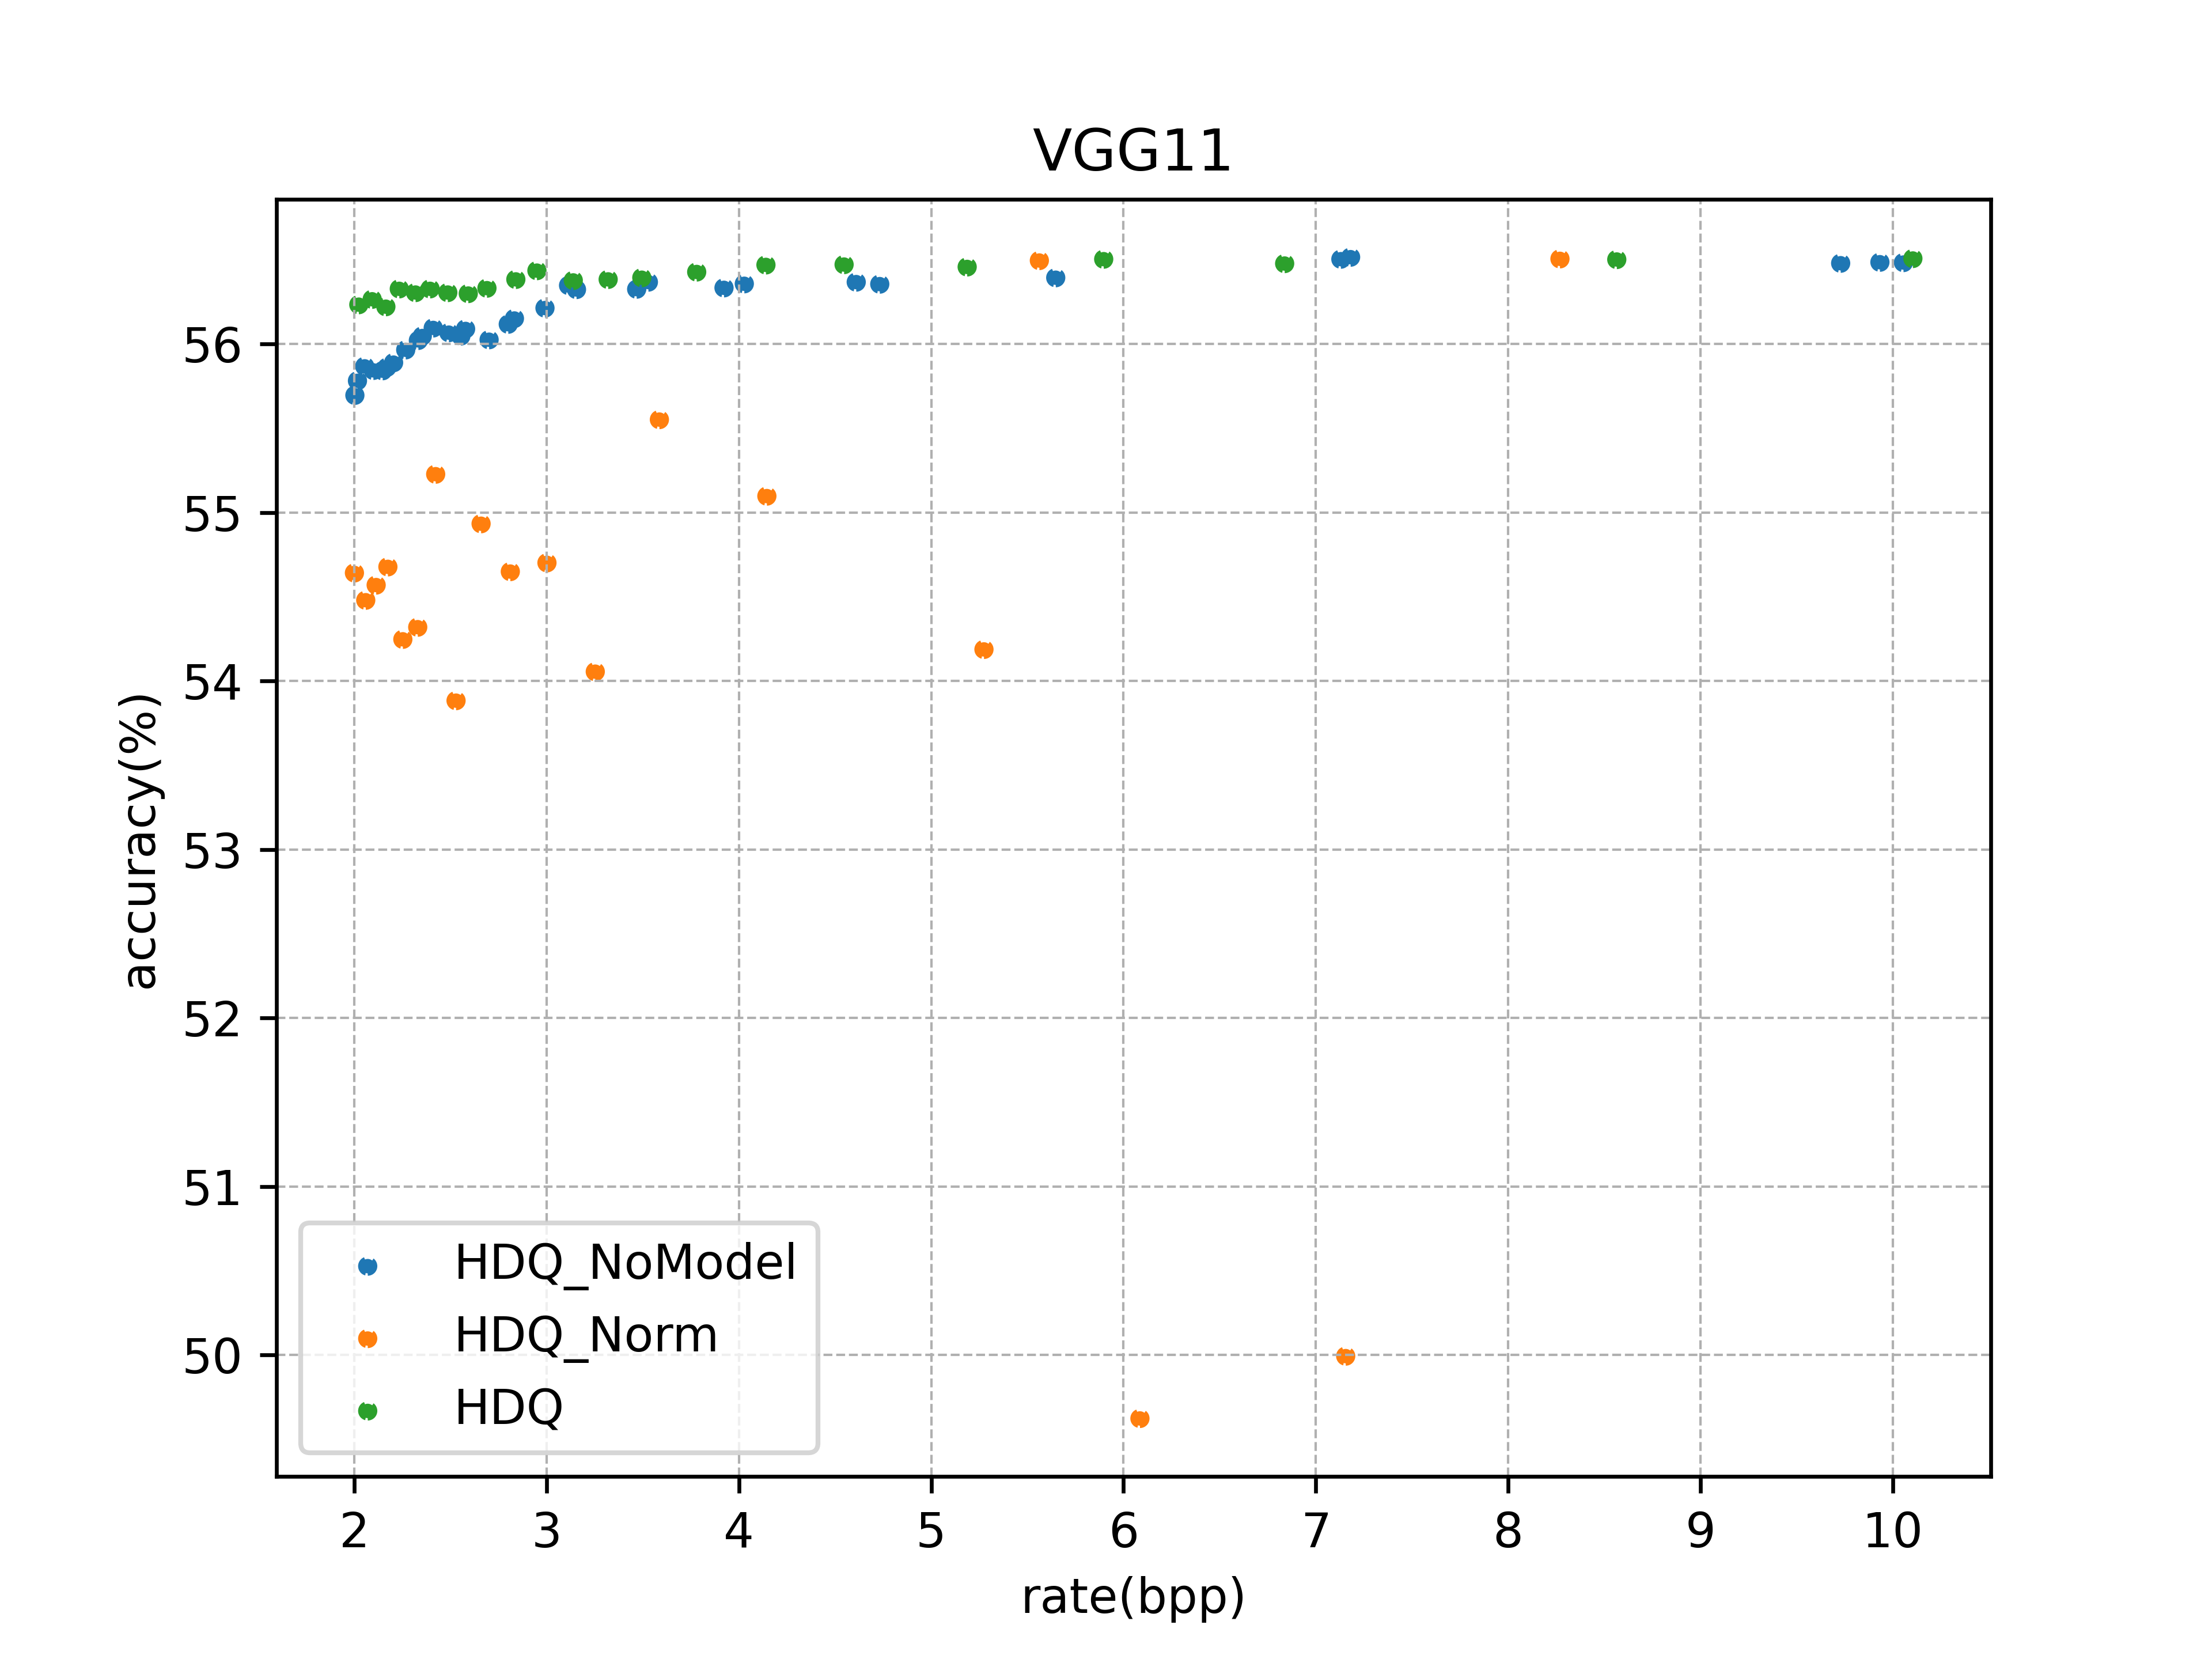 VGG11
accuracy(%)
56
55
54
53
52
51
50
HDQ_NoModel
HDQ_Norm
HDQ
2 3 4 5 6 7 8 9 10
rate(bpp)